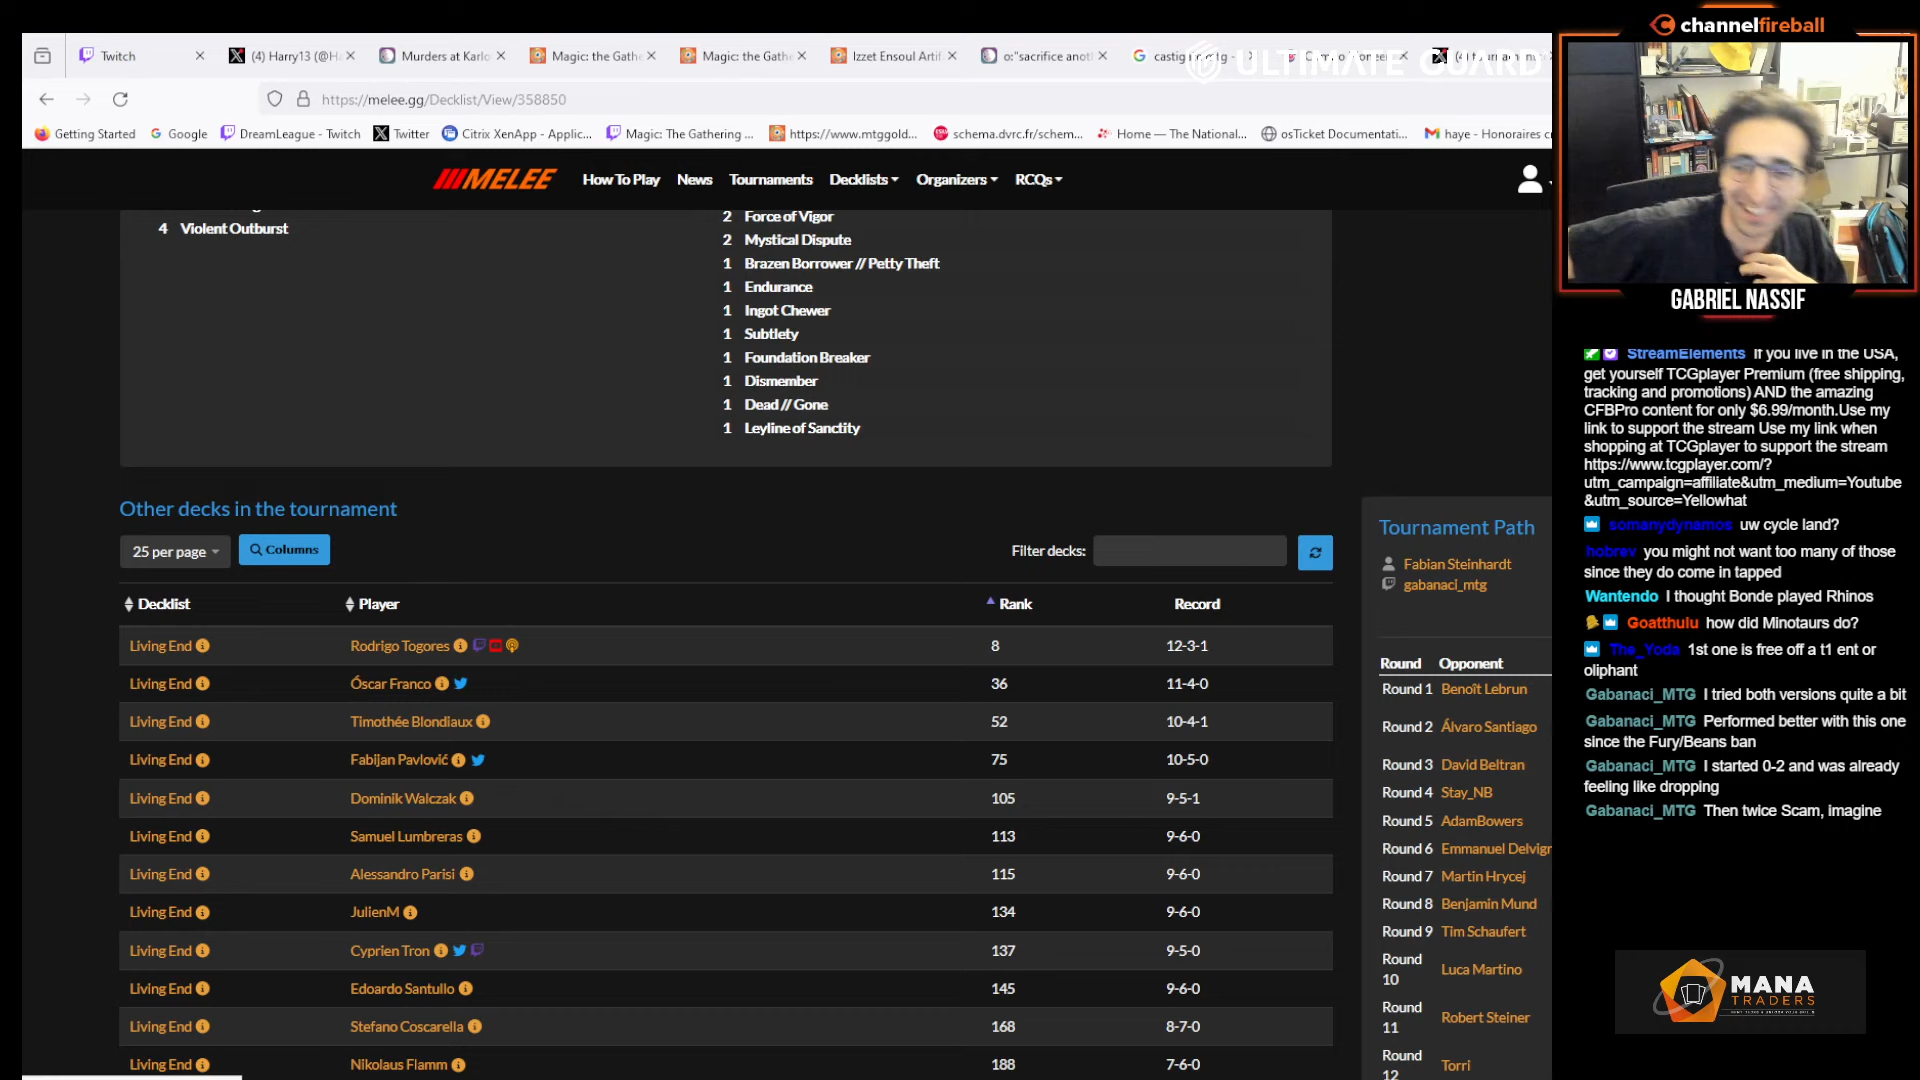 channelfireball
Twitch
(4) Harry13 (@Ha
Murders at Karlo
Magic: the Gathe
Magic: the Gathe
Izzet Ensoul Artif
o:"sacrifice anotl
ULTIMATE GUARD
https://melee.gg/Decklist/View/358850
Getting Started
Google
DreamLeague - Twitch
Twitter
Citrix XenApp - Applic...
Magic: The Gathering ...
https://www.mtggold...
schema.dvrc.fr/schem...
Home — The National...
osTicket Documentati...
haye - Honoraires c
MELEE
How To Play
News
Tournaments
Decklists
Organizers
RCQs
4 Violent Outburst
2 Force of Vigor
2 Mystical Dispute
1 Brazen Borrower // Petty Theft
1 Endurance
1 Ingot Chewer
1 Subtlety
1 Foundation Breaker
1 Dismember
1 Dead // Gone
1 Leyline of Sanctity
Other decks in the tournament
25 per page
Columns
Filter decks:
Decklist Player Rank Record
Living End Rodrigo Togores 8 12-3-1
Living End Óscar Franco 36 11-4-0
Living End Timothée Blondiaux 52 10-4-1
Living End Fabijan Pavlović 75 10-5-0
Living End Dominik Walczak 105 9-5-1
Living End Samuel Lumbreras 113 9-6-0
Living End Alessandro Parisi 115 9-6-0
Living End JulienM 134 9-6-0
Living End Cyprien Tron 137 9-5-0
Living End Edoardo Santullo 145 9-6-0
Living End Stefano Coscarella 168 8-7-0
Living End Nikolaus Flamm 188 7-6-0
Tournament Path
Fabian Steinhardt
gabanaci_mtg
Round Opponent
Round 1 Benoît Lebrun
Round 2 Álvaro Santiago
Round 3 David Beltran
Round 4 Stay_NB
Round 5 AdamBowers
Round 6 Emmanuel Delvigr
Round 7 Martin Hrycej
Round 8 Benjamin Mund
Round 9 Tim Schaufert
Round 10 Luca Martino
Round 11 Robert Steiner
Round 12 Torri
GABRIEL NASSIF
StreamElements If you live in the USA,
get yourself TCGplayer Premium (free shipping,
tracking and promotions) AND the amazing
CFBPro content for only $6.99/month.Use my
link to support the stream Use my link when
shopping at TCGplayer to support the stream
https://www.tcgplayer.com/?
utm_campaign=affiliate&utm_medium=Youtube
&utm_source=Yellowhat
somanydynamos uw cycle land?
hobrev you might not want too many of those
since they do come in tapped
Wantendo I thought Bonde played Rhinos
Goatthulu how did Minotaurs do?
The_Yoda 1st one is free off a t1 ent or
oliphant
Gabanaci_MTG I tried both versions quite a bit
Gabanaci_MTG Performed better with this one
since the Fury/Beans ban
Gabanaci_MTG I started 0-2 and was already
feeling like dropping
Gabanaci_MTG Then twice Scam, imagine
MANA
TRADERS